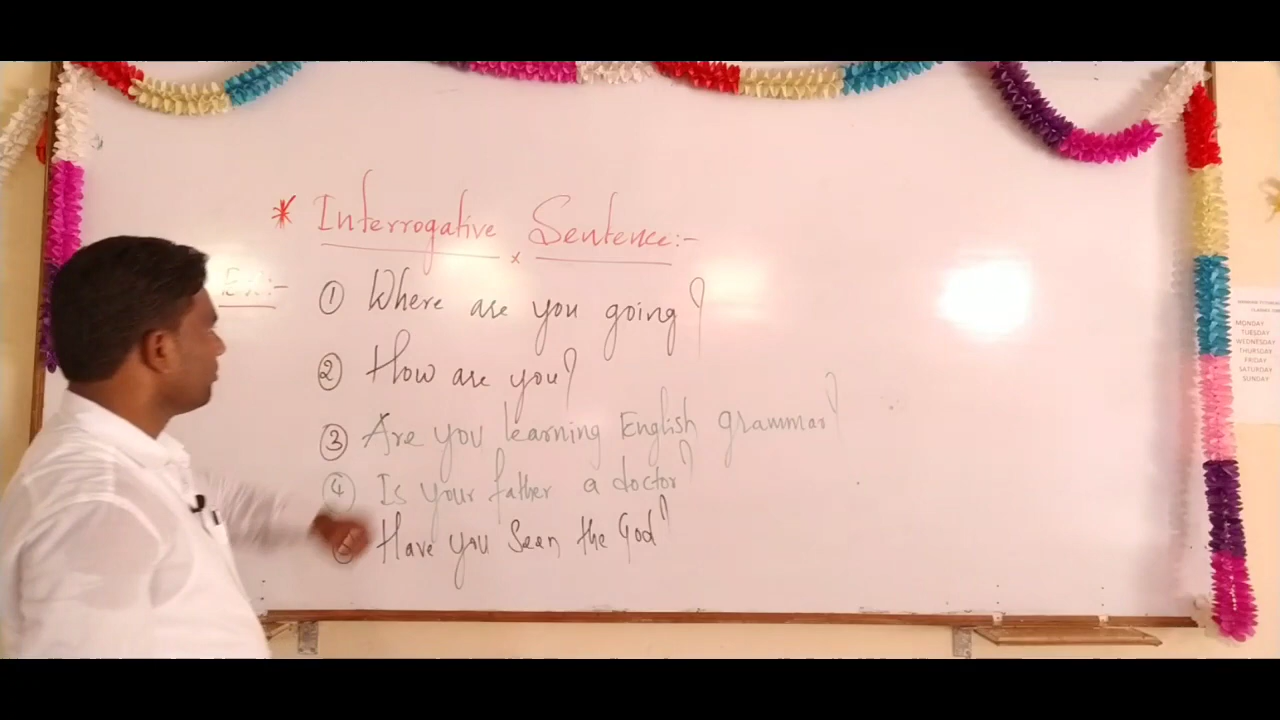 * Interrogative Sentence:-
Ex:-
① Where are you going?
② How are you?
③ Are you learning English grammar?
④ Is your father a doctor?
Have you Seen the God?
MONDAY
TUESDAY
WEDNESDAY
THURSDAY
FRIDAY
SATURDAY
SUNDAY